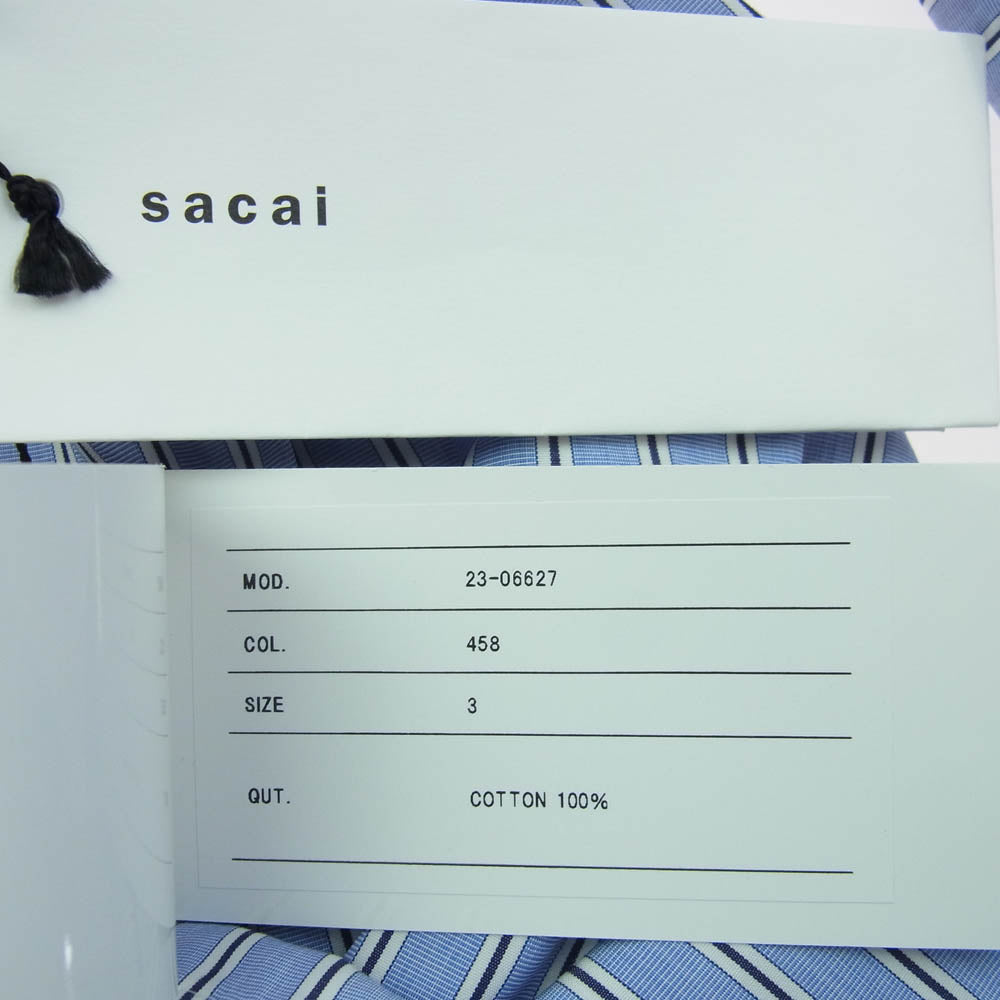 sacai
MOD. 23-06627
COL. 458
SIZE 3
QUT. COTTON 100%